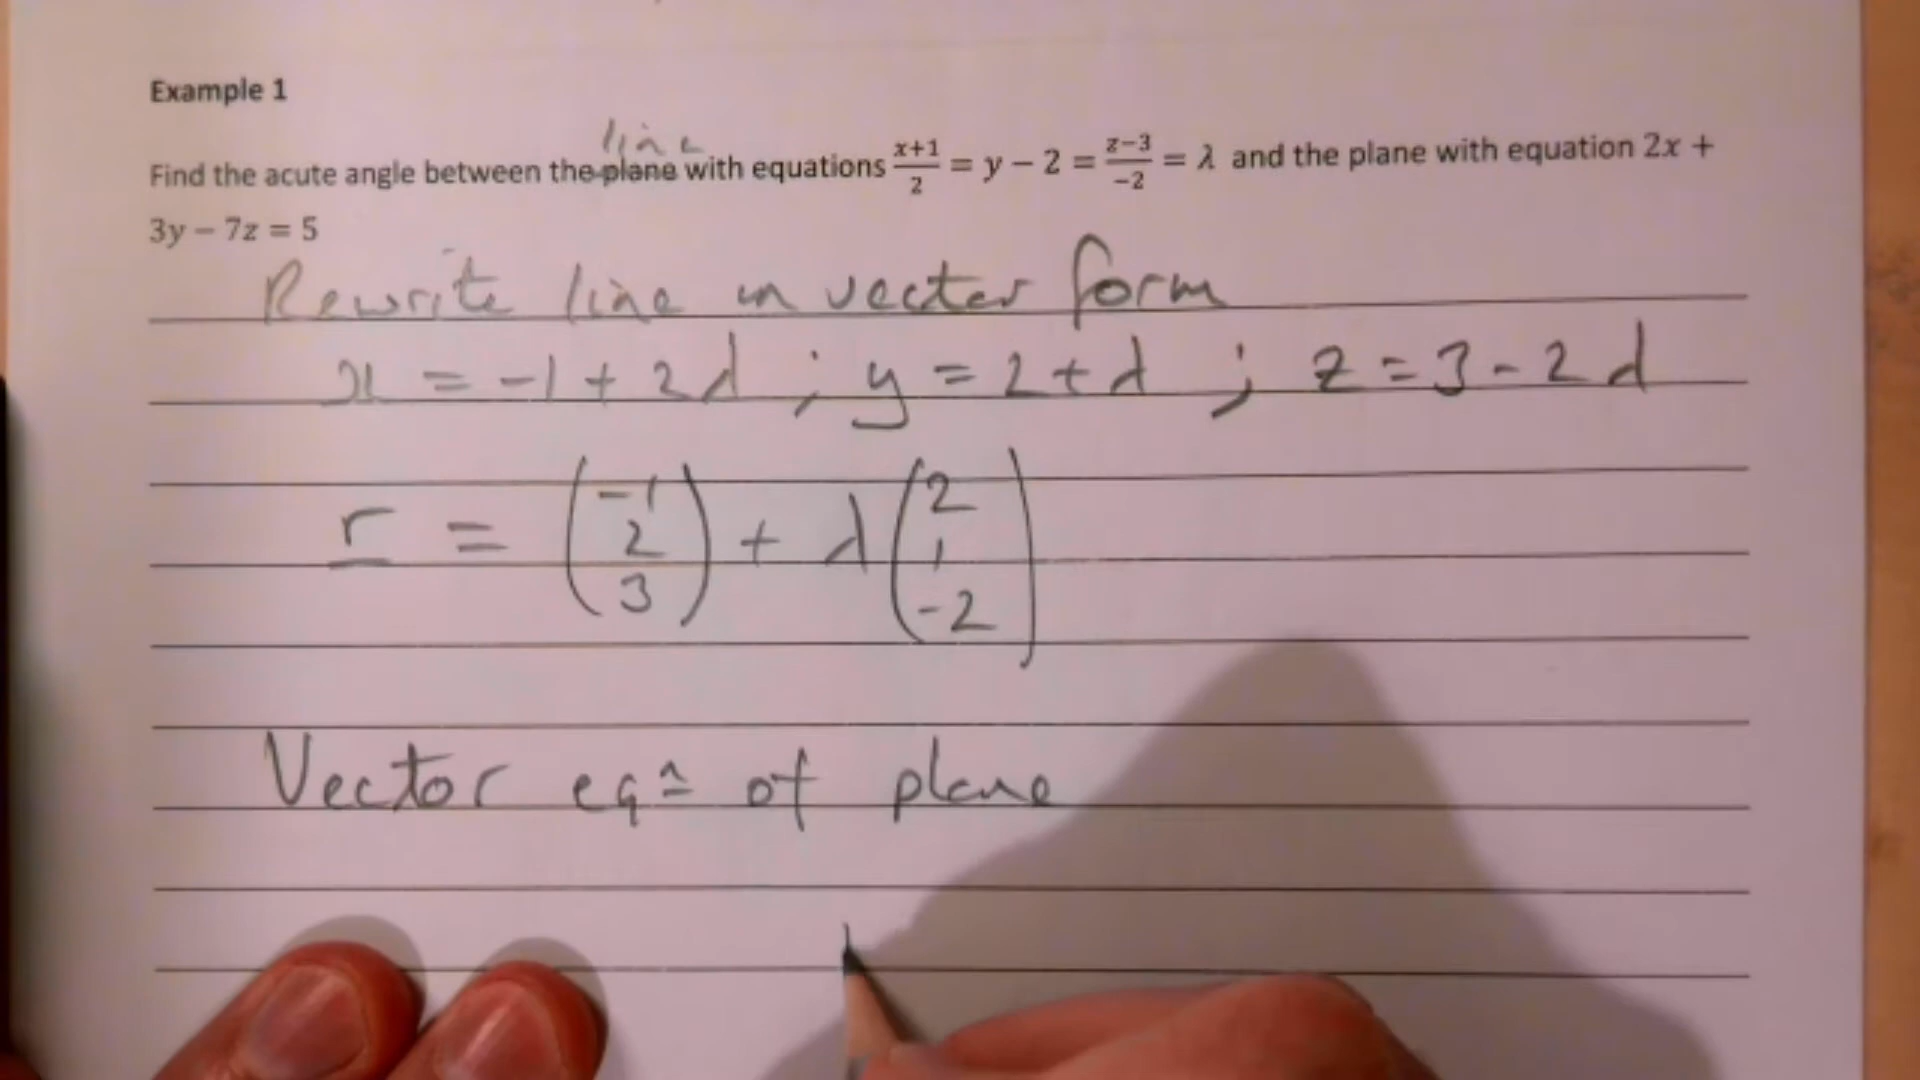 Example 1
line
Find the acute angle between the plane with equations (x+1)/2 = y − 2 = (z−3)/(−2) = λ and the plane with equation 2x +
3y − 7z = 5
Rewrite line in vector form
x = -1 + 2λ ; y = 2 + λ ; z = 3 - 2λ
r = (-1 2 3) + λ(2 1 -2)
Vector eqn of plane